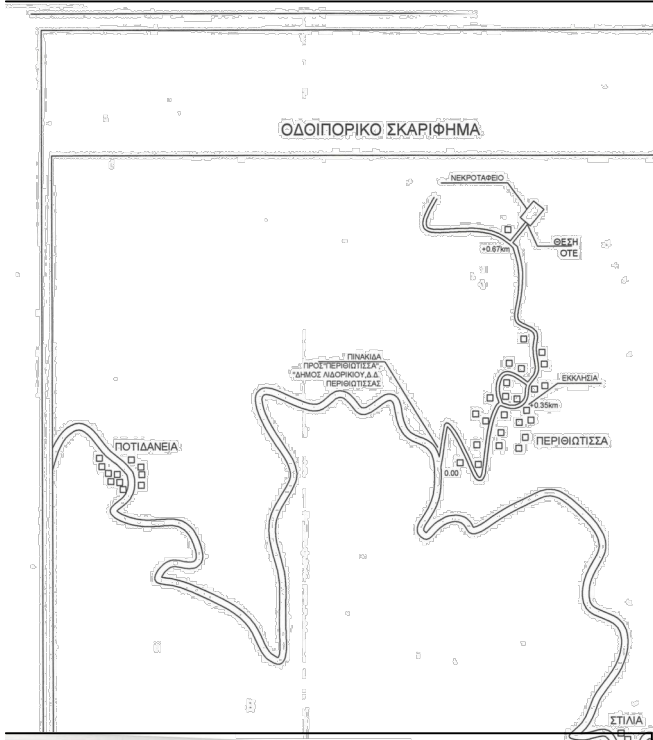 ΟΔΟΙΠΟΡΙΚΟ ΣΚΑΡΙΦΗΜΑ
ΝΕΚΡΟΤΑΦΕΙΟ
ΘΕΣΗ
ΟΤΕ
+0.67km
ΠΙΝΑΚΙΔΑ
ΠΡΟΣ"ΠΕΡΙΘΙΩΤΙΣΣΑ"
"ΔΗΜΟΣ ΛΙΔΟΡΙΚΙΟΥ,Δ.Δ.
ΠΕΡΙΘΙΩΤΙΣΣΑΣ
ΕΚΚΛΗΣΙΑ
+0.35km
ΠΕΡΙΘΙΩΤΙΣΣΑ
ΠΟΤΙΔΑΝΕΙΑ
0.00
ΣΤΙΛΙΑ